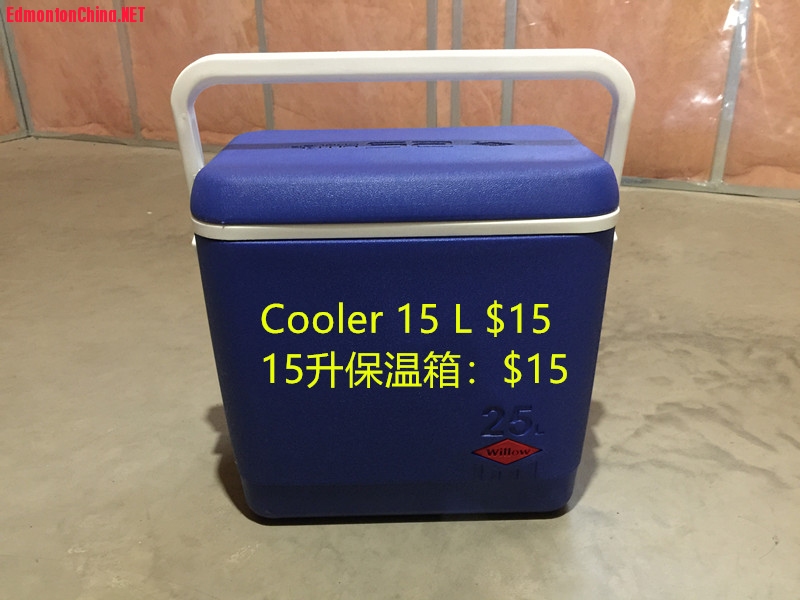 EdmontonChina.NET
Cooler 15 L $15
15升保温箱：$15
25L
Willow